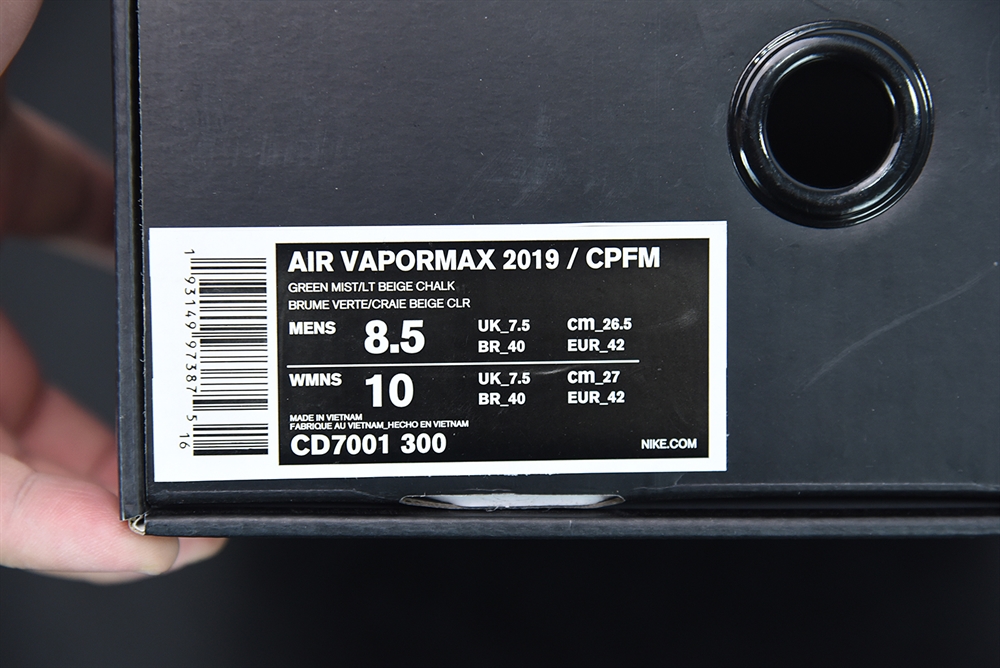 AIR VAPORMAX 2019 / CPFM
GREEN MIST/LT BEIGE CHALK
BRUME VERTE/CRAIE BEIGE CLR
MENS 8.5 UK_7.5 cm_26.5
BR_40 EUR_42
WMNS 10 UK_7.5 cm_27
BR_40 EUR_42
MADE IN VIETNAM
FABRIQUE AU VIETNAM_HECHO EN VIETNAM
CD7001 300 NIKE.COM
1 93149 97387 5 16